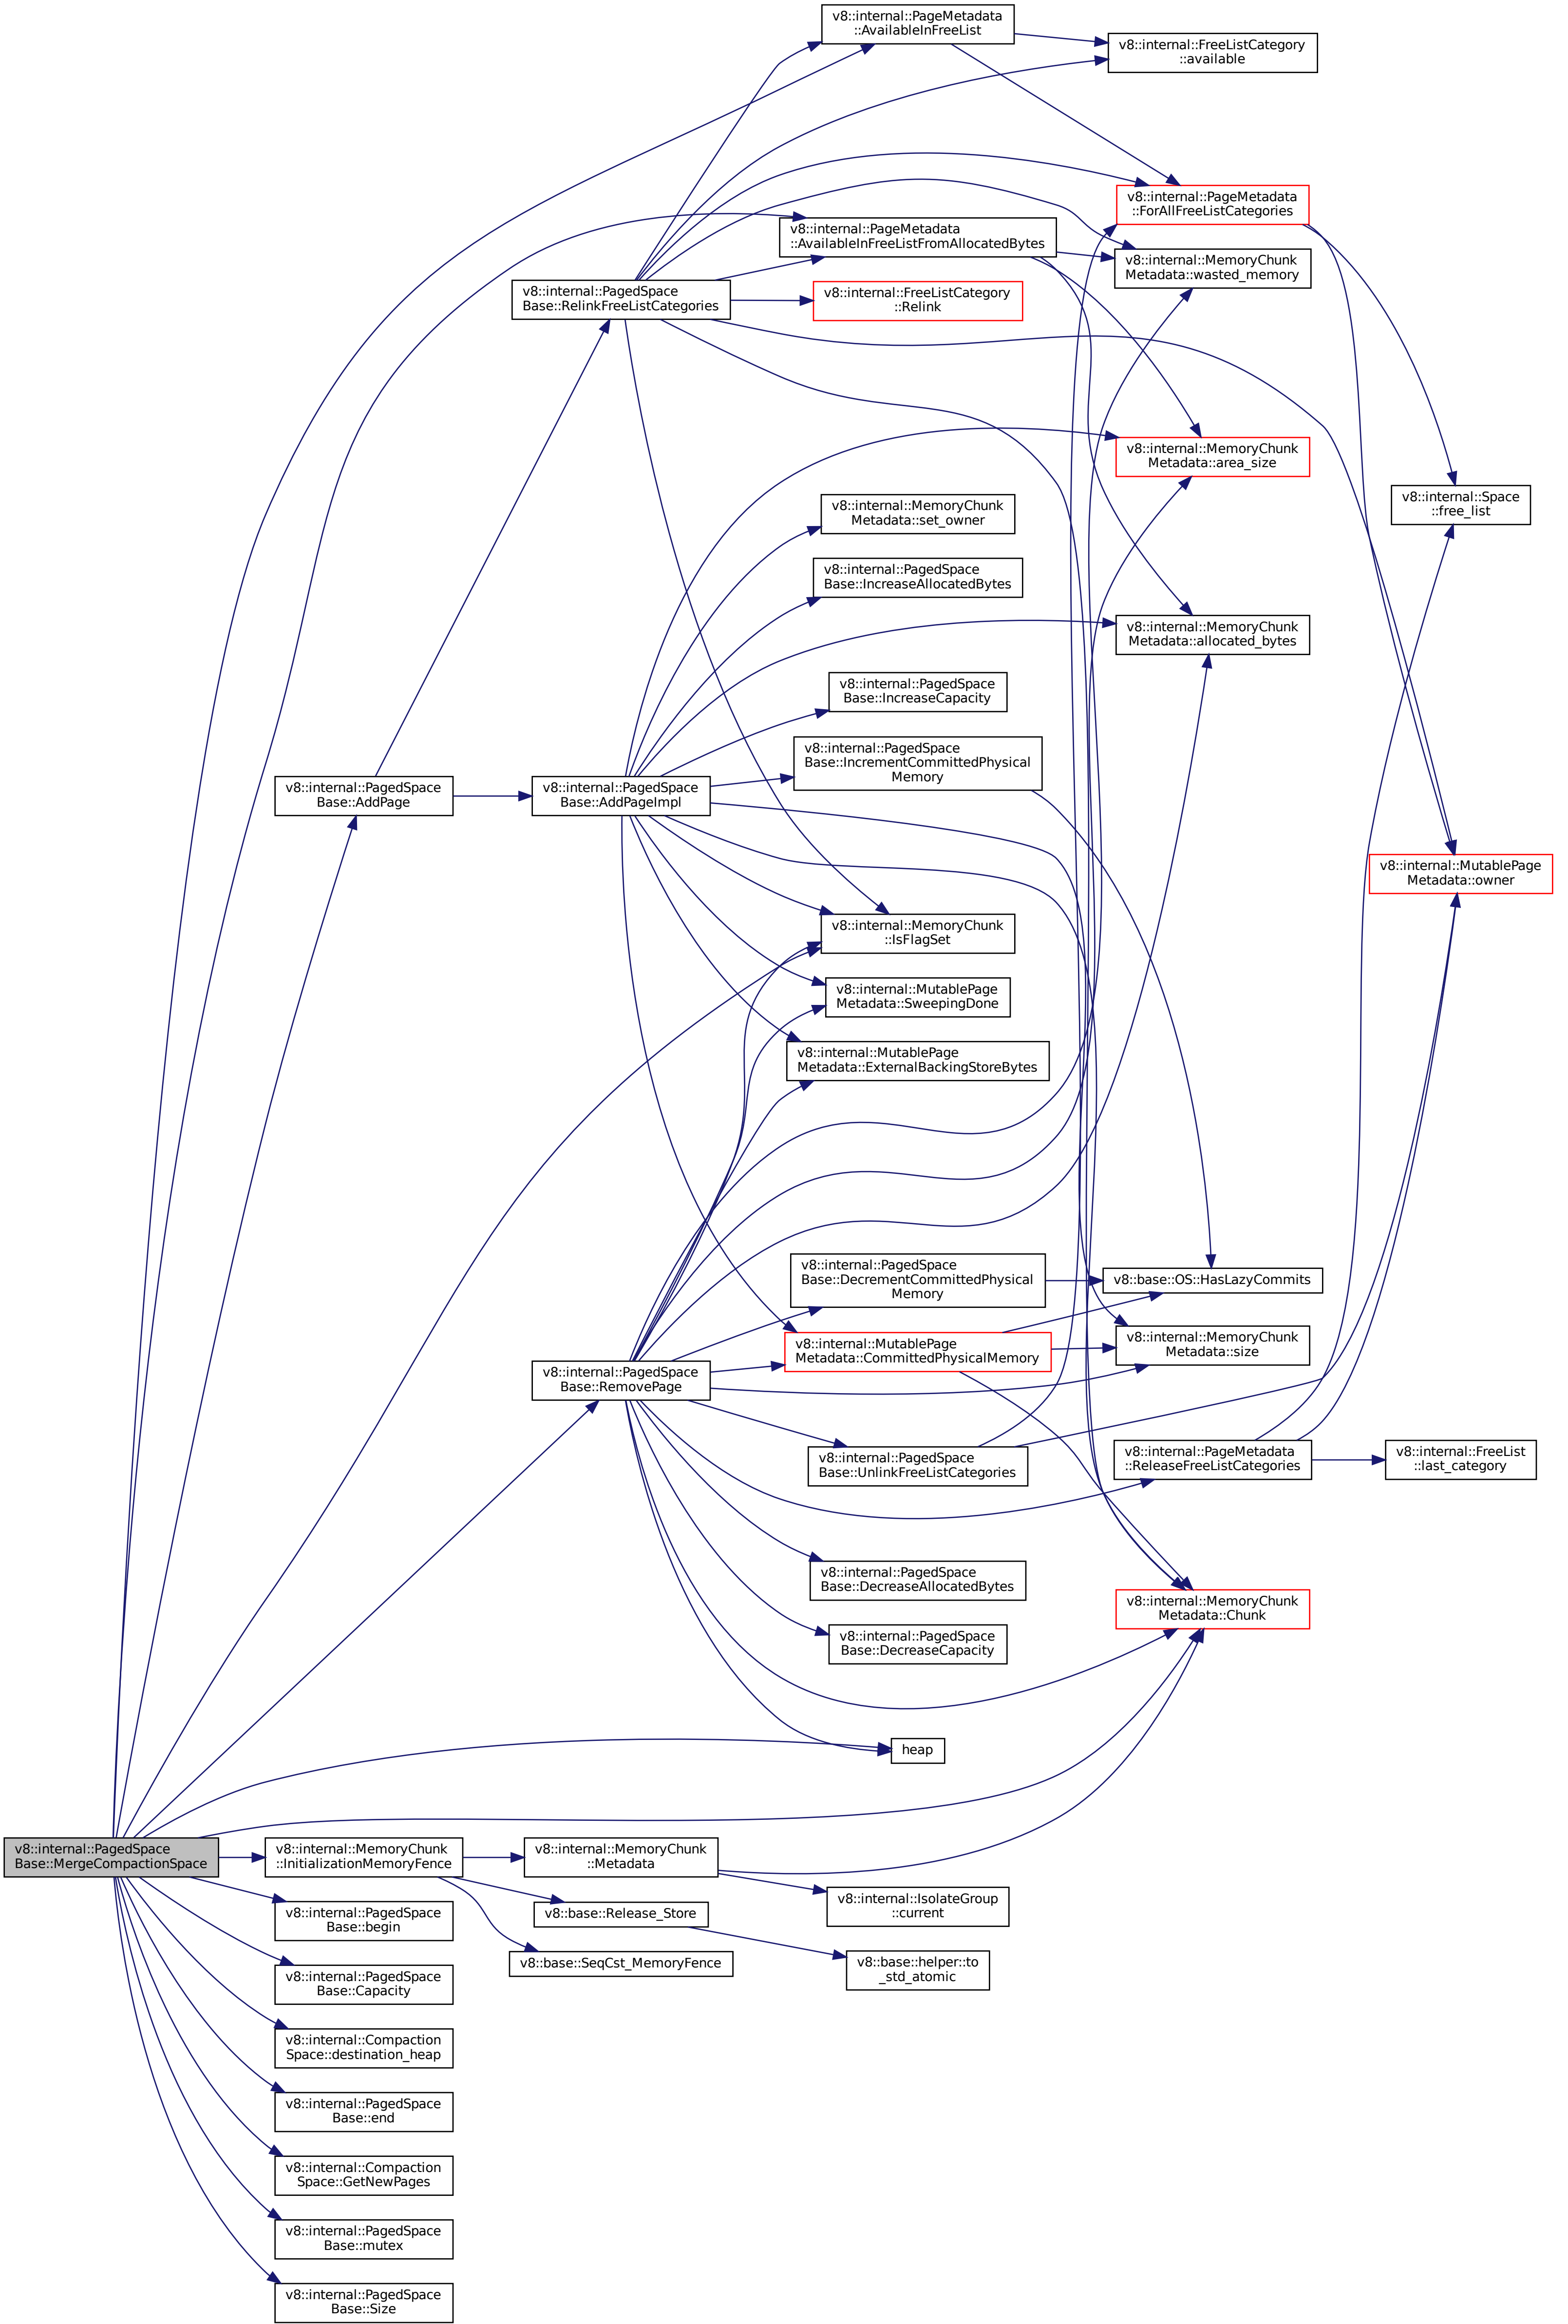 v8::internal::PageMetadata
::AvailableInFreeList
v8::internal::FreeListCategory
::available
v8::internal::PageMetadata
::ForAllFreeListCategories
v8::internal::PageMetadata
::AvailableInFreeListFromAllocatedBytes
v8::internal::MemoryChunk
Metadata::wasted_memory
v8::internal::PagedSpace
Base::RelinkFreeListCategories
v8::internal::FreeListCategory
::Relink
v8::internal::MemoryChunk
Metadata::area_size
v8::internal::Space
::free_list
v8::internal::MemoryChunk
Metadata::set_owner
v8::internal::PagedSpace
Base::IncreaseAllocatedBytes
v8::internal::MemoryChunk
Metadata::allocated_bytes
v8::internal::PagedSpace
Base::IncreaseCapacity
v8::internal::PagedSpace
Base::IncrementCommittedPhysical
Memory
v8::internal::PagedSpace
Base::AddPage
v8::internal::PagedSpace
Base::AddPageImpl
v8::internal::MutablePage
Metadata::owner
v8::internal::MemoryChunk
::IsFlagSet
v8::internal::MutablePage
Metadata::SweepingDone
v8::internal::MutablePage
Metadata::ExternalBackingStoreBytes
v8::internal::PagedSpace
Base::DecrementCommittedPhysical
Memory
v8::base::OS::HasLazyCommits
v8::internal::MutablePage
Metadata::CommittedPhysicalMemory
v8::internal::MemoryChunk
Metadata::size
v8::internal::PagedSpace
Base::RemovePage
v8::internal::PagedSpace
Base::UnlinkFreeListCategories
v8::internal::PageMetadata
::ReleaseFreeListCategories
v8::internal::FreeList
::last_category
v8::internal::PagedSpace
Base::DecreaseAllocatedBytes
v8::internal::MemoryChunk
Metadata::Chunk
v8::internal::PagedSpace
Base::DecreaseCapacity
heap
v8::internal::PagedSpace
Base::MergeCompactionSpace
v8::internal::MemoryChunk
::InitializationMemoryFence
v8::internal::MemoryChunk
::Metadata
v8::internal::IsolateGroup
::current
v8::internal::PagedSpace
Base::begin
v8::base::Release_Store
v8::base::SeqCst_MemoryFence
v8::base::helper::to
_std_atomic
v8::internal::PagedSpace
Base::Capacity
v8::internal::Compaction
Space::destination_heap
v8::internal::PagedSpace
Base::end
v8::internal::Compaction
Space::GetNewPages
v8::internal::PagedSpace
Base::mutex
v8::internal::PagedSpace
Base::Size